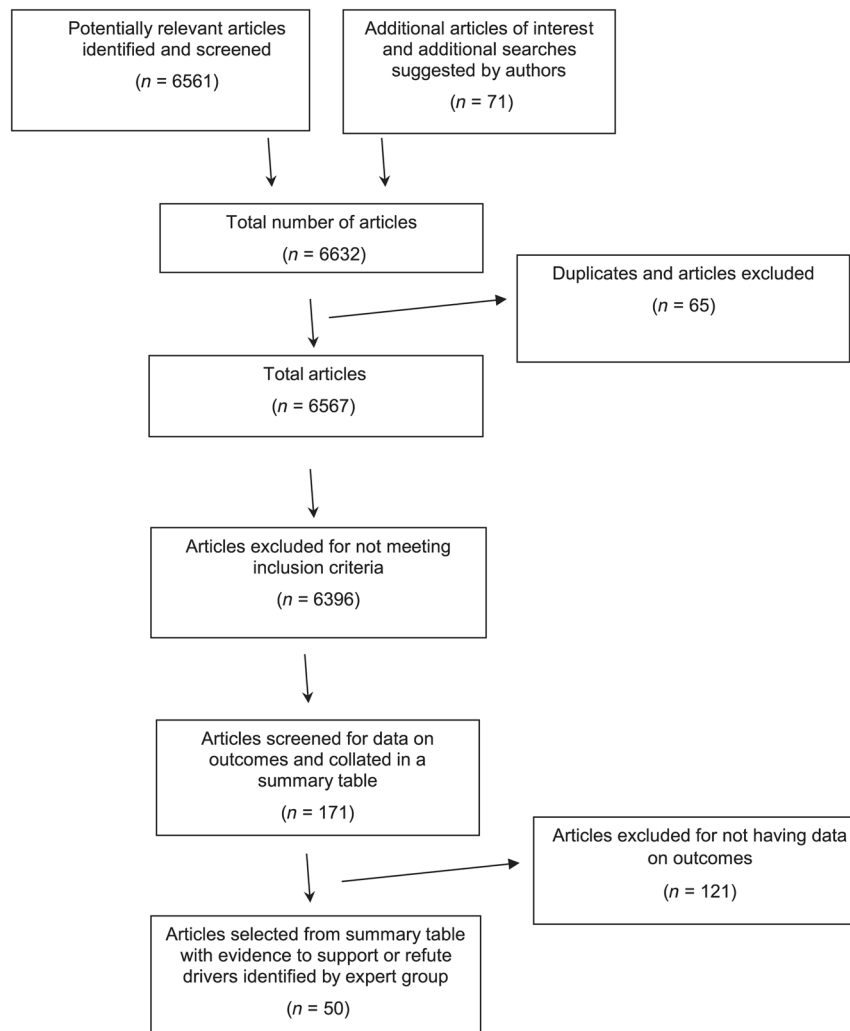 Potentially relevant articles
identified and screened
(n = 6561)
Additional articles of interest
and additional searches
suggested by authors
(n = 71)
Total number of articles
(n = 6632)
Duplicates and articles excluded
(n = 65)
Total articles
(n = 6567)
Articles excluded for not meeting
inclusion criteria
(n = 6396)
Articles screened for data on
outcomes and collated in a
summary table
(n = 171)
Articles excluded for not having data
on outcomes
(n = 121)
Articles selected from summary table
with evidence to support or refute
drivers identified by expert group
(n = 50)